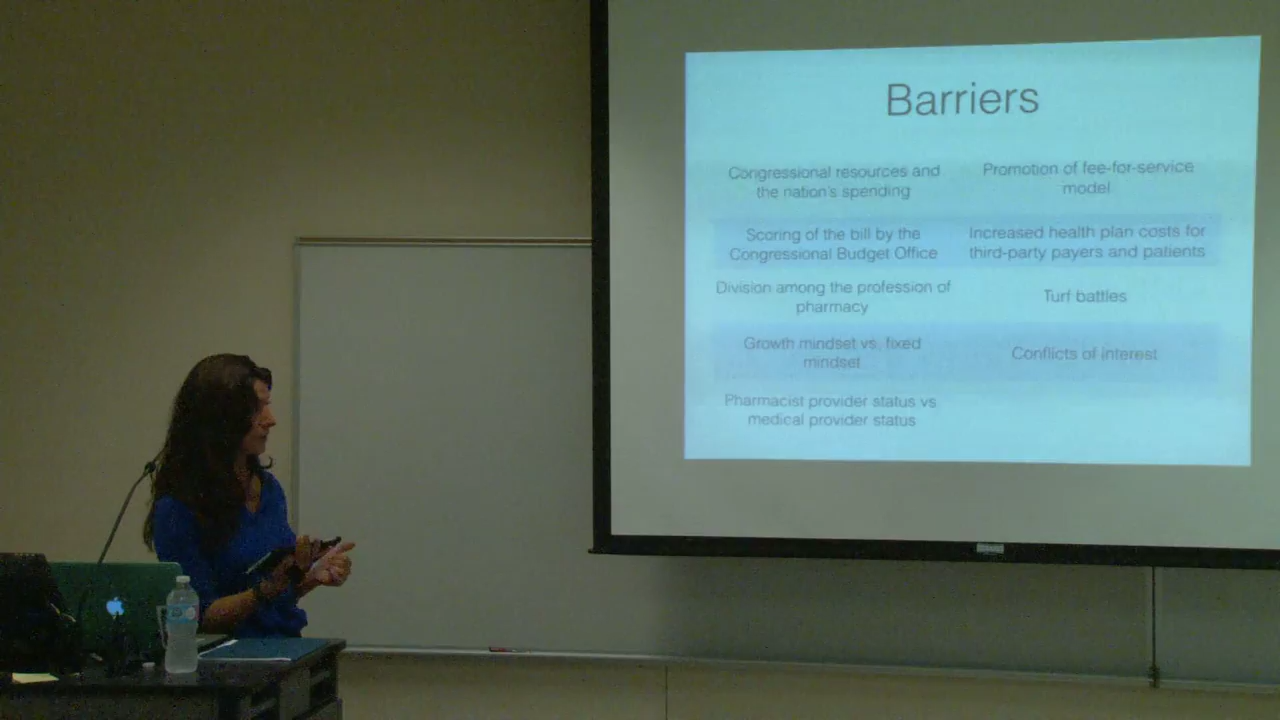 Barriers
Congressional resources and
the nation's spending
Promotion of fee-for-service
model
Scoring of the bill by the
Congressional Budget Office
Increased health plan costs for
third-party payers and patients
Division among the profession of
pharmacy
Turf battles
Growth mindset vs. fixed
mindset
Conflicts of interest
Pharmacist provider status vs
medical provider status